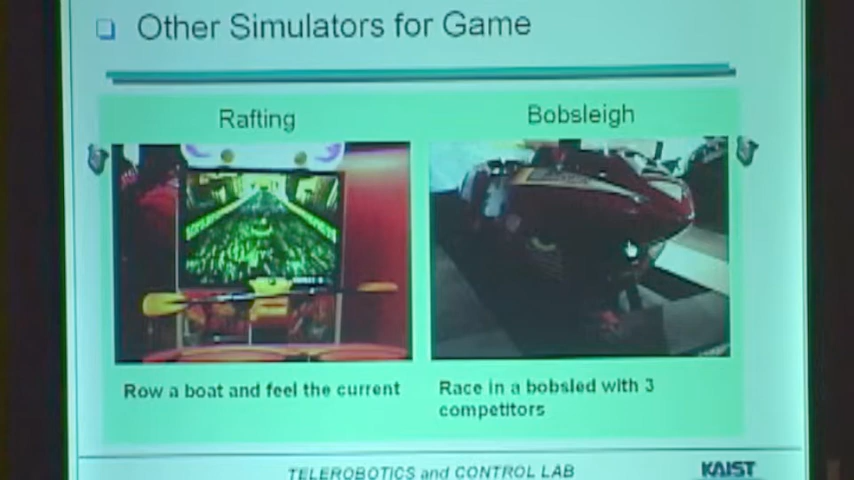 Other Simulators for Game
Rafting
Bobsleigh
Row a boat and feel the current
Race in a bobsled with 3
competitors
TELEROBOTICS and CONTROL LAB
KAIST